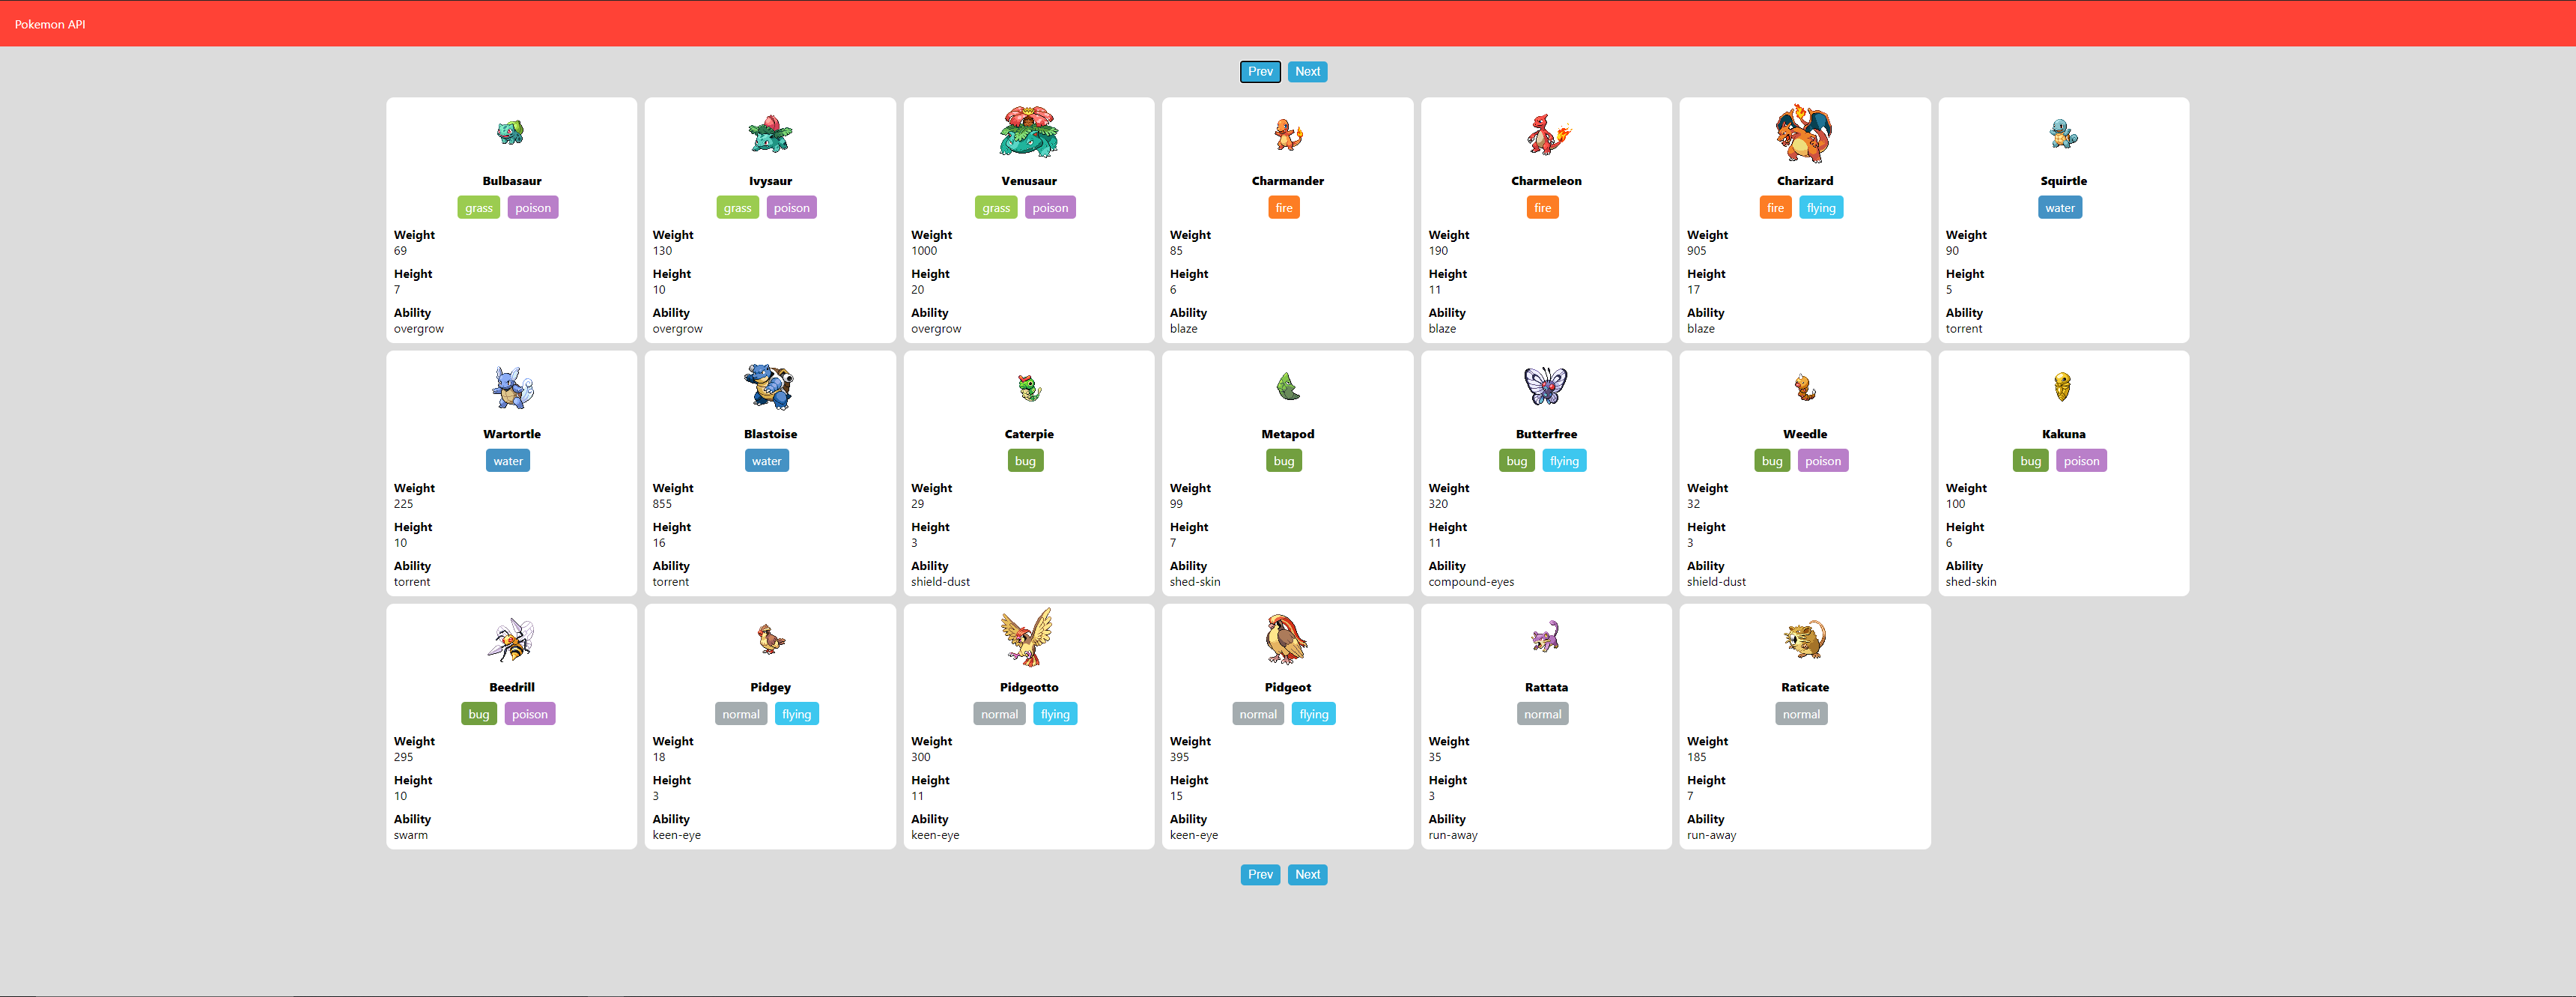 Pokemon API
Prev Next
Bulbasaur
grass poison
Weight
69
Height
7
Ability
overgrow
Ivysaur
grass poison
Weight
130
Height
10
Ability
overgrow
Venusaur
grass poison
Weight
1000
Height
20
Ability
overgrow
Charmander
fire
Weight
85
Height
6
Ability
blaze
Charmeleon
fire
Weight
190
Height
11
Ability
blaze
Charizard
fire flying
Weight
905
Height
17
Ability
blaze
Squirtle
water
Weight
90
Height
5
Ability
torrent
Wartortle
water
Weight
225
Height
10
Ability
torrent
Blastoise
water
Weight
855
Height
16
Ability
torrent
Caterpie
bug
Weight
29
Height
3
Ability
shield-dust
Metapod
bug
Weight
99
Height
7
Ability
shed-skin
Butterfree
bug flying
Weight
320
Height
11
Ability
compound-eyes
Weedle
bug poison
Weight
32
Height
3
Ability
shield-dust
Kakuna
bug poison
Weight
100
Height
6
Ability
shed-skin
Beedrill
bug poison
Weight
295
Height
10
Ability
swarm
Pidgey
normal flying
Weight
18
Height
3
Ability
keen-eye
Pidgeotto
normal flying
Weight
300
Height
11
Ability
keen-eye
Pidgeot
normal flying
Weight
395
Height
15
Ability
keen-eye
Rattata
normal
Weight
35
Height
3
Ability
run-away
Raticate
normal
Weight
185
Height
7
Ability
run-away
Prev Next